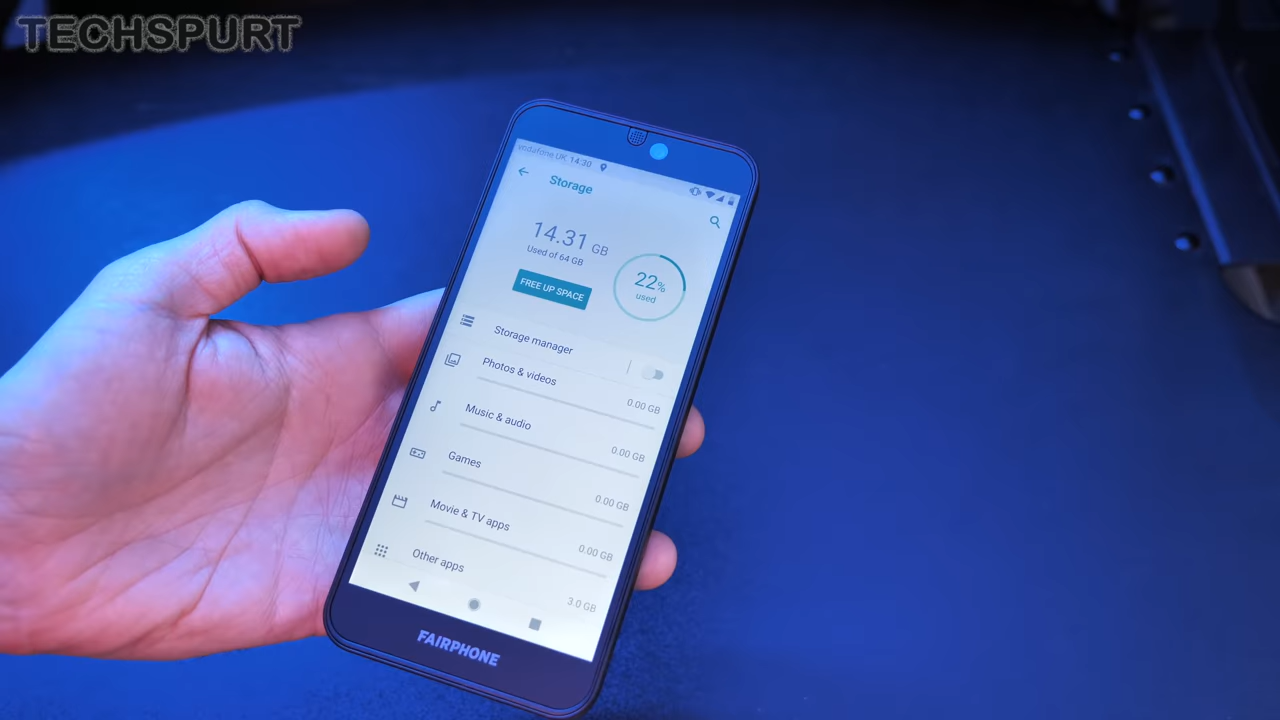 TECHSPURT
vodafone UK 14:30
Storage
14.31 GB
Used of 64 GB
22%
used
FREE UP SPACE
Storage manager
Photos & videos
0.00 GB
Music & audio
0.00 GB
Games
0.00 GB
Movie & TV apps
0.00 GB
Other apps
3.0 GB
FAIRPHONE